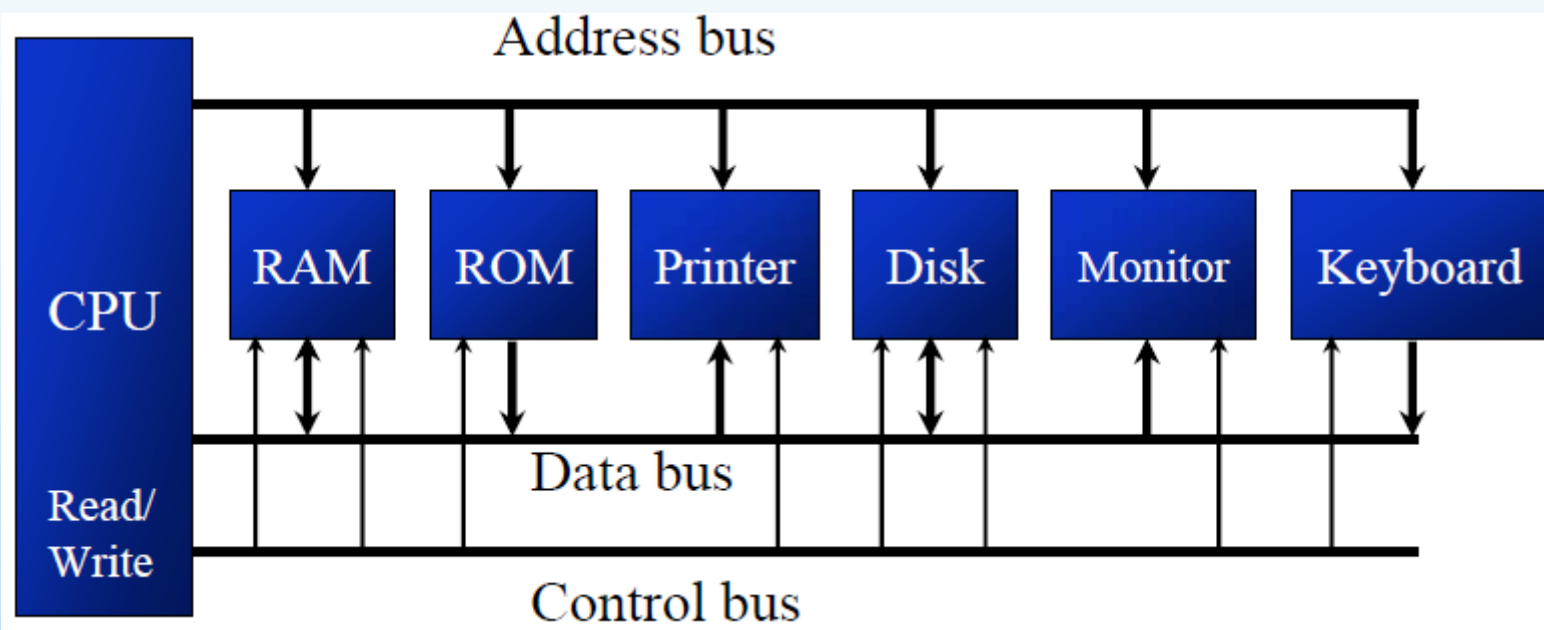 Address bus
CPU
RAM
ROM
Printer
Disk
Monitor
Keyboard
Data bus
Read/
Write
Control bus